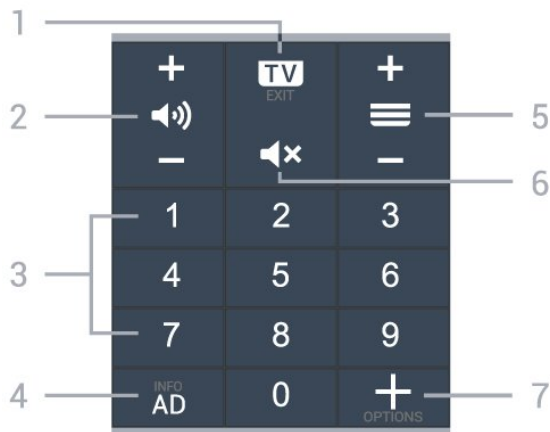 1
+ TV +
EXIT
2 5
− −
6
1 2 3
3 4 5 6
7 8 9
INFO
4 AD 0 + 7
OPTIONS